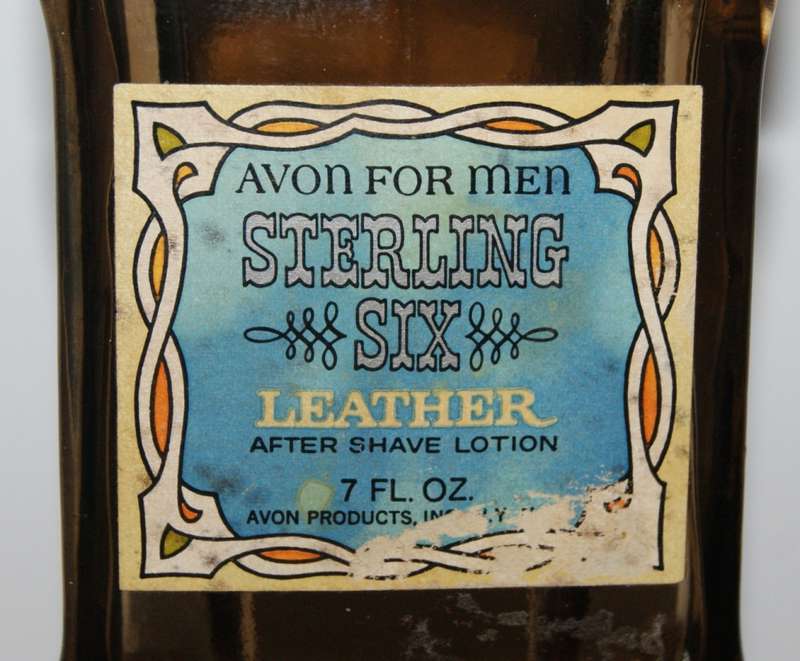 AVON FOR MEN
STERLING
SIX
LEATHER
AFTER SHAVE LOTION
7 FL. OZ.
AVON PRODUCTS,